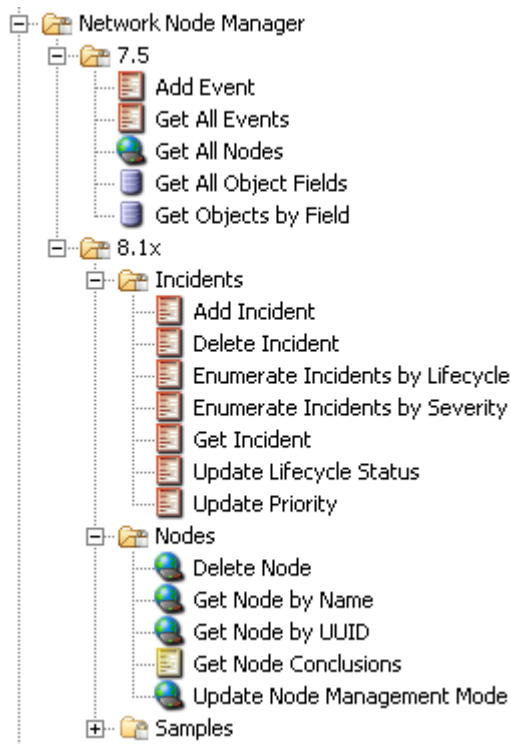 Network Node Manager
7.5
Add Event
Get All Events
Get All Nodes
Get All Object Fields
Get Objects by Field
8.1x
Incidents
Add Incident
Delete Incident
Enumerate Incidents by Lifecycle
Enumerate Incidents by Severity
Get Incident
Update Lifecycle Status
Update Priority
Nodes
Delete Node
Get Node by Name
Get Node by UUID
Get Node Conclusions
Update Node Management Mode
Samples